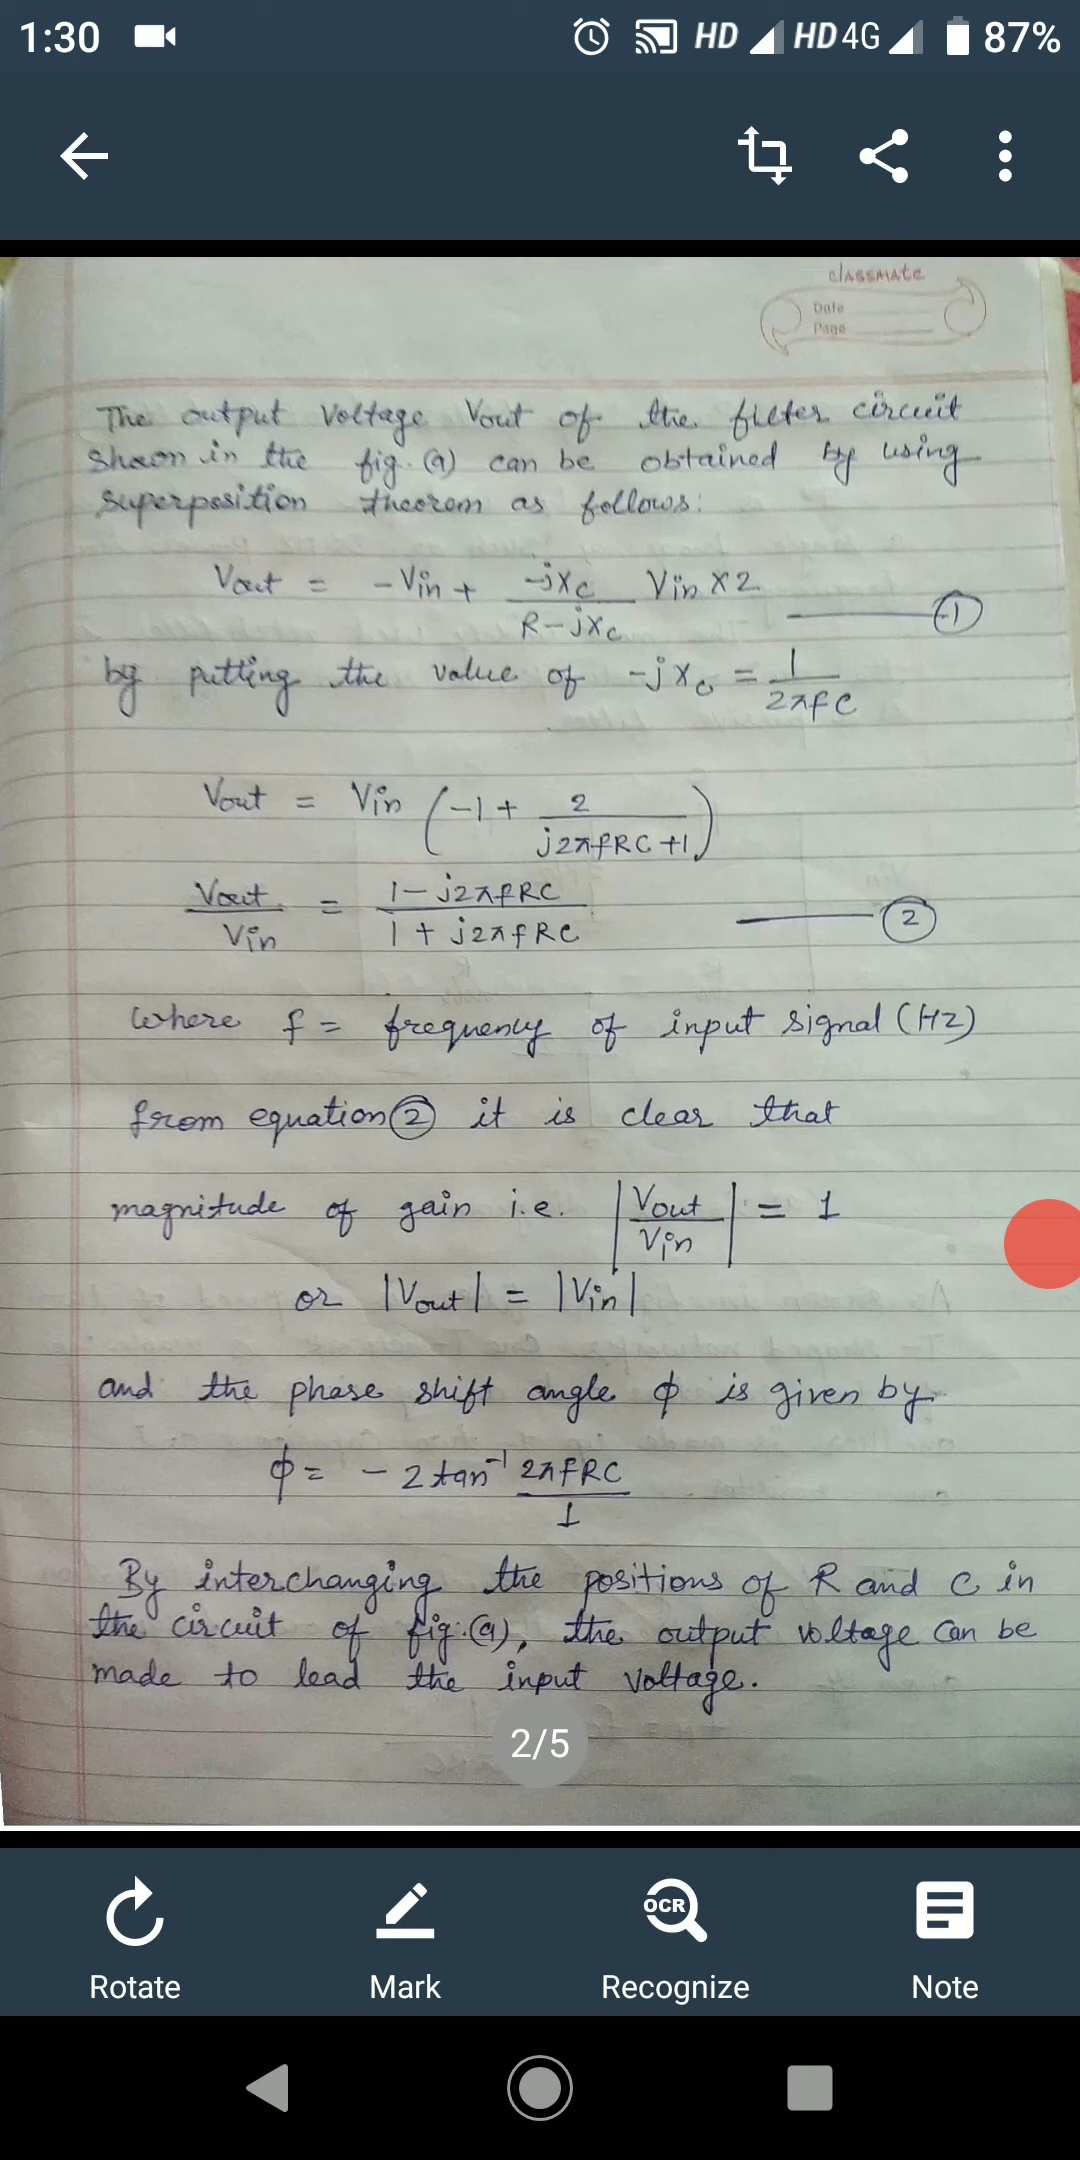 1:30 HD HD 4G 87%
classmate
Date
Page
The output Voltage Vout of the filter circuit
shown in the fig. (a) can be obtained by using
superposition theorem as follows:
Vout = - Vin + -jXc / R-jXc Vin X2 —— ①
by putting the value of -jXc = 1 / 2πfC
Vout = Vin (-1 + 2 / j2πfRC +1)
Vout / Vin = 1- j2πfRC / 1 + j2πfRC —— ②
where f = frequency of input signal (Hz)
from equation ② it is clear that
magnitude of gain i.e. |Vout / Vin| = 1
or |Vout| = |Vin|
and the phase shift angle φ is given by
φ = - 2 tan⁻¹ 2πfRC / 1
By interchanging the positions of R and C in
the circuit of fig.(a), the output voltage can be
made to lead the input voltage.
2/5
Rotate Mark OCR Recognize Note